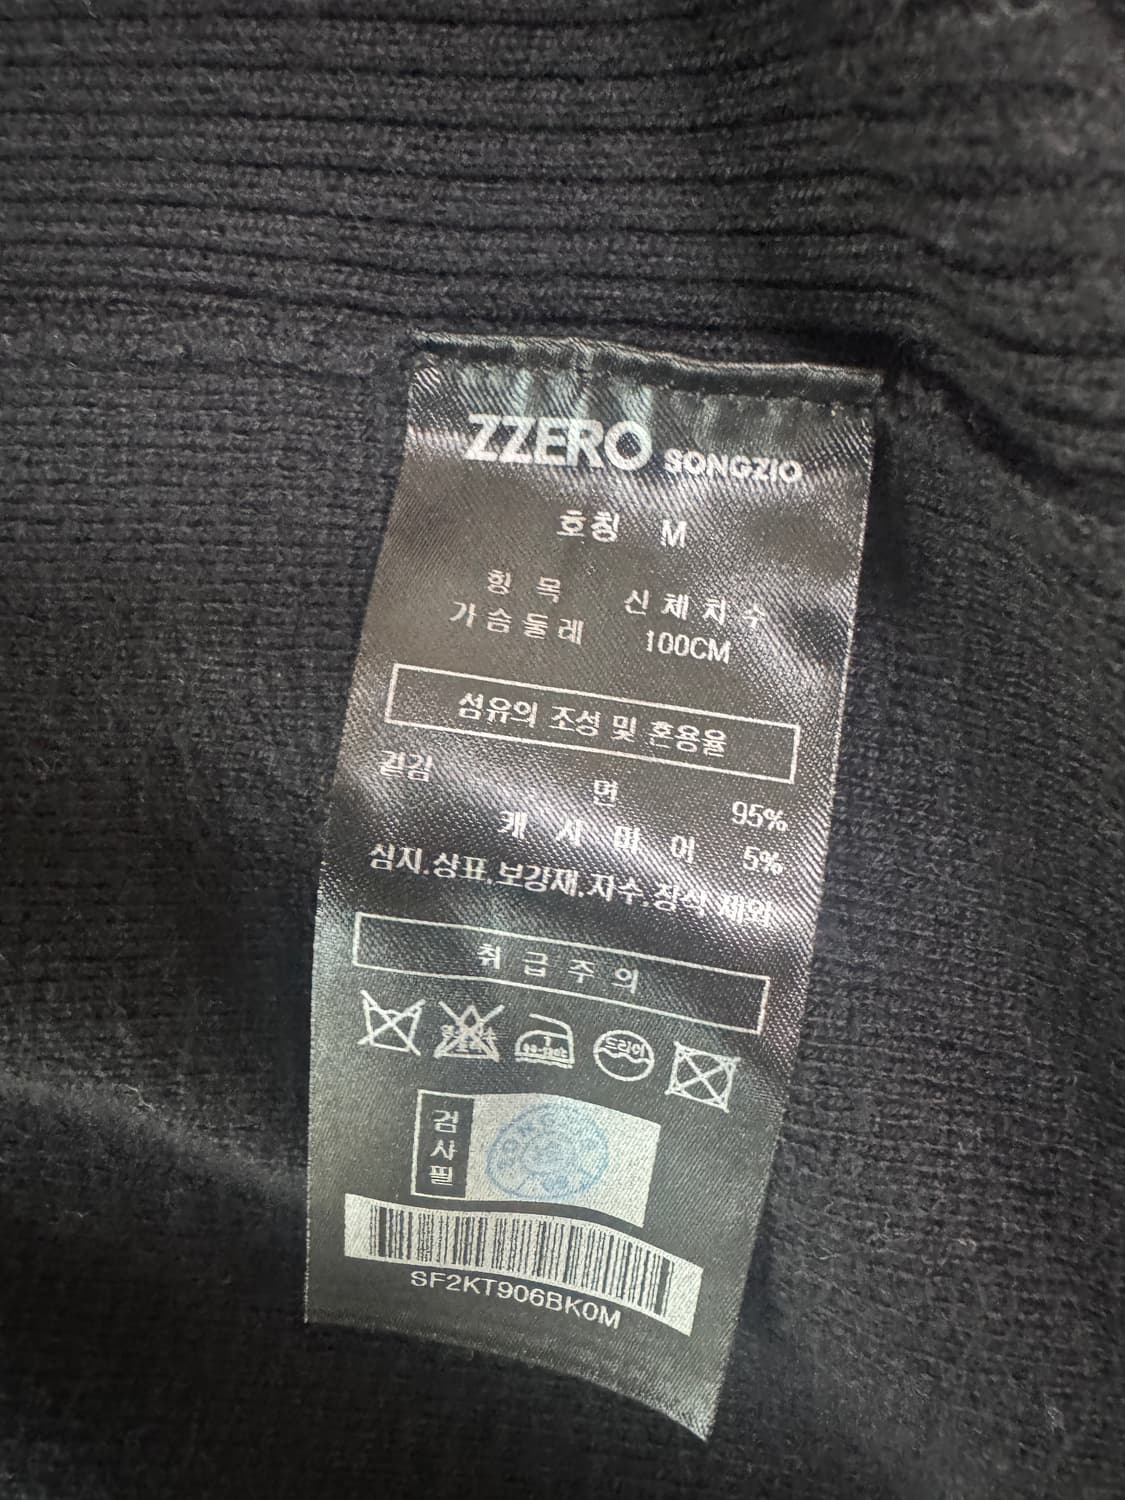 ZZERO SONGZIO
호칭 M
항 목 신 체 치 수
가 슴 둘 레 100CM
섬유의 조성 및 혼용율
겉감 면 95%
캐 시 미 어 5%
심지.상표.보강재.자수.장식 제외
취 급 주 의
드라이
검사필
SF2KT906BK0M